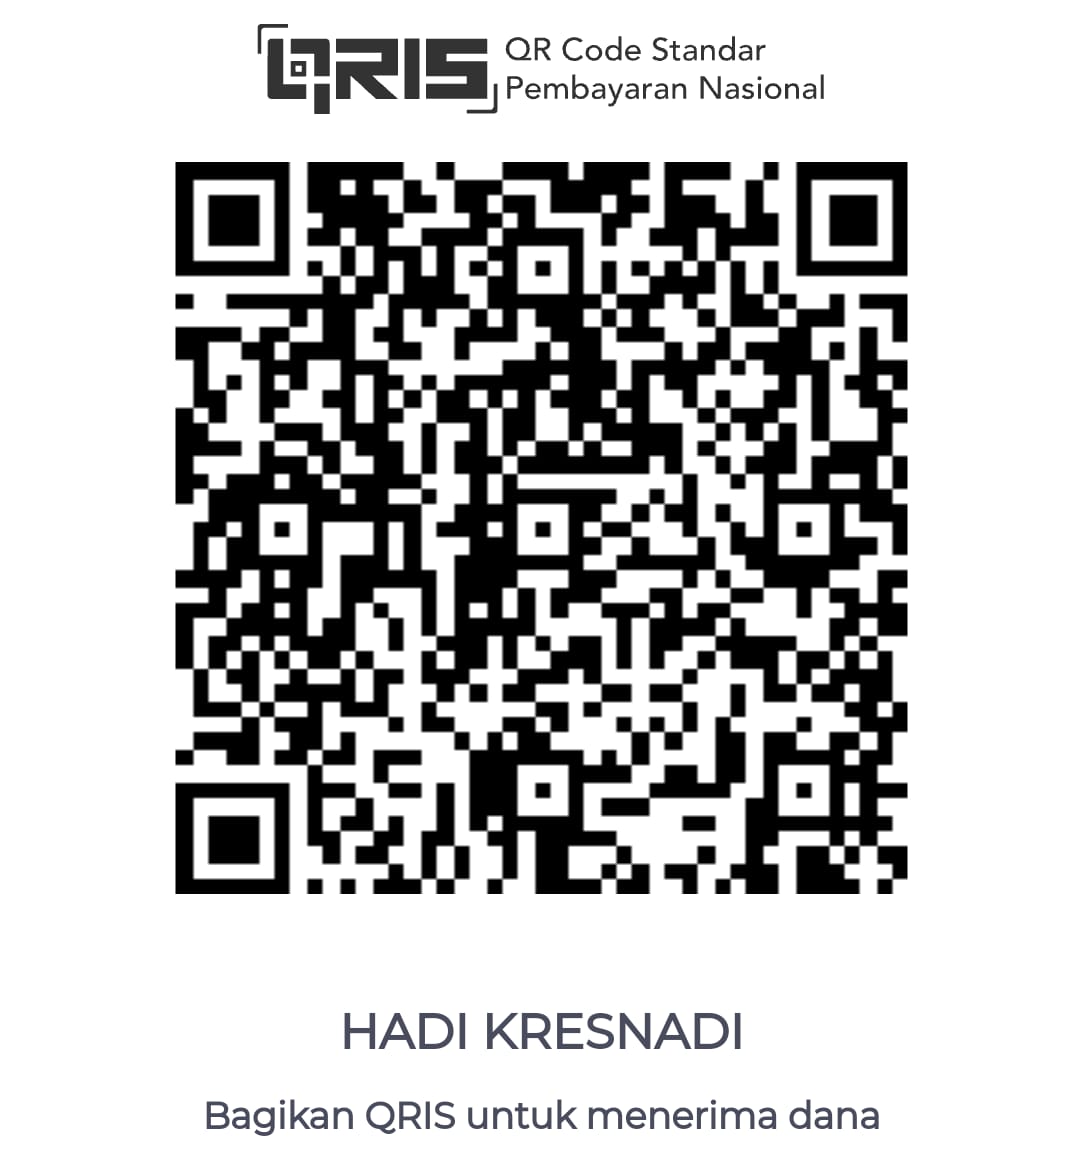 QRIS QR Code Standar
Pembayaran Nasional
HADI KRESNADI
Bagikan QRIS untuk menerima dana